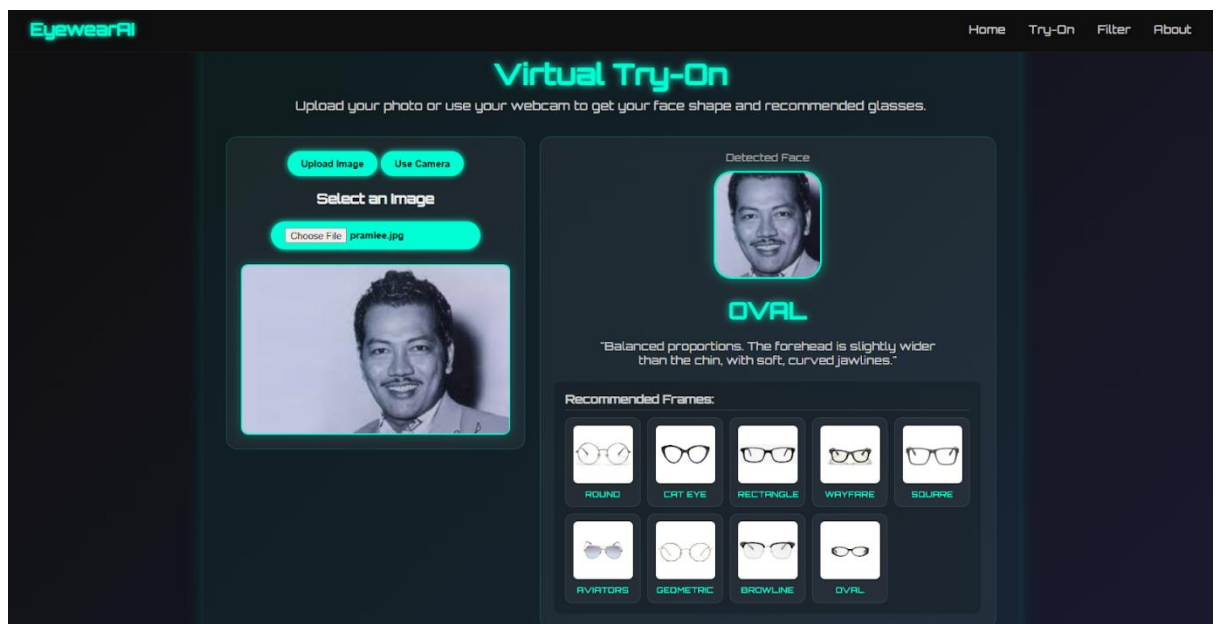 EyewearAI
Home Try-On Filter About
Virtual Try-On
Upload your photo or use your webcam to get your face shape and recommended glasses.
Upload Image Use Camera
Select an Image
Choose File pramlee.jpg
Detected Face
OVAL
"Balanced proportions. The forehead is slightly wider
than the chin, with soft, curved jawlines."
Recommended Frames:
ROUND CAT EYE RECTANGLE WAYFARE SQUARE
AVIATORS GEOMETRIC BROWLINE OVAL